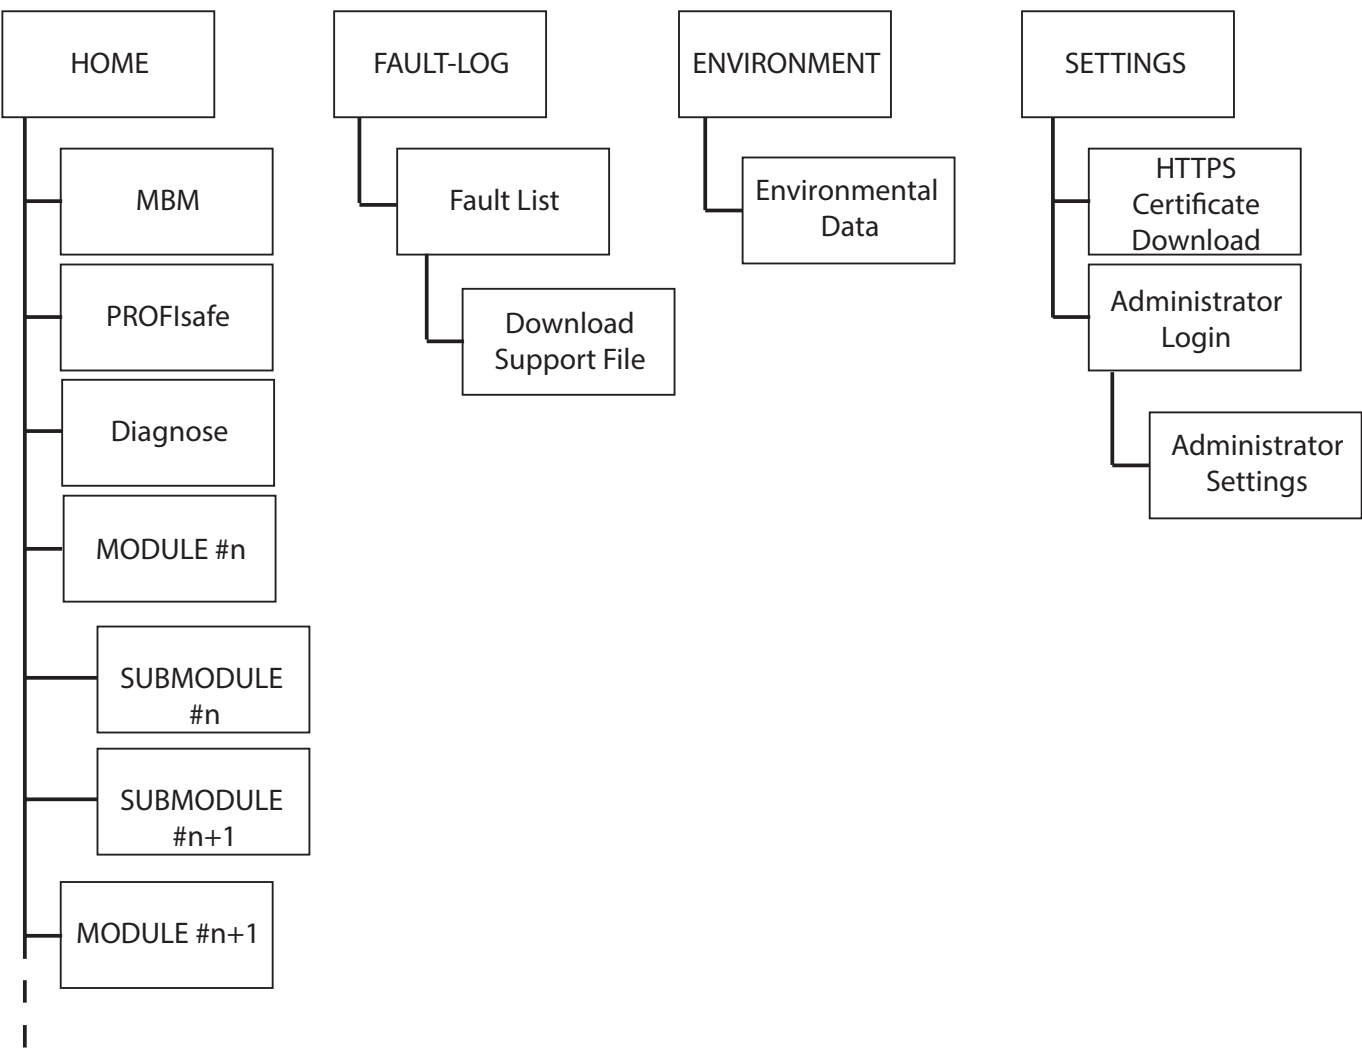 HOME
MBM
PROFIsafe
Diagnose
MODULE #n
SUBMODULE
#n
SUBMODULE
#n+1
MODULE #n+1
FAULT-LOG
Fault List
Download
Support File
ENVIRONMENT
Environmental
Data
SETTINGS
HTTPS
Certificate
Download
Administrator
Login
Administrator
Settings